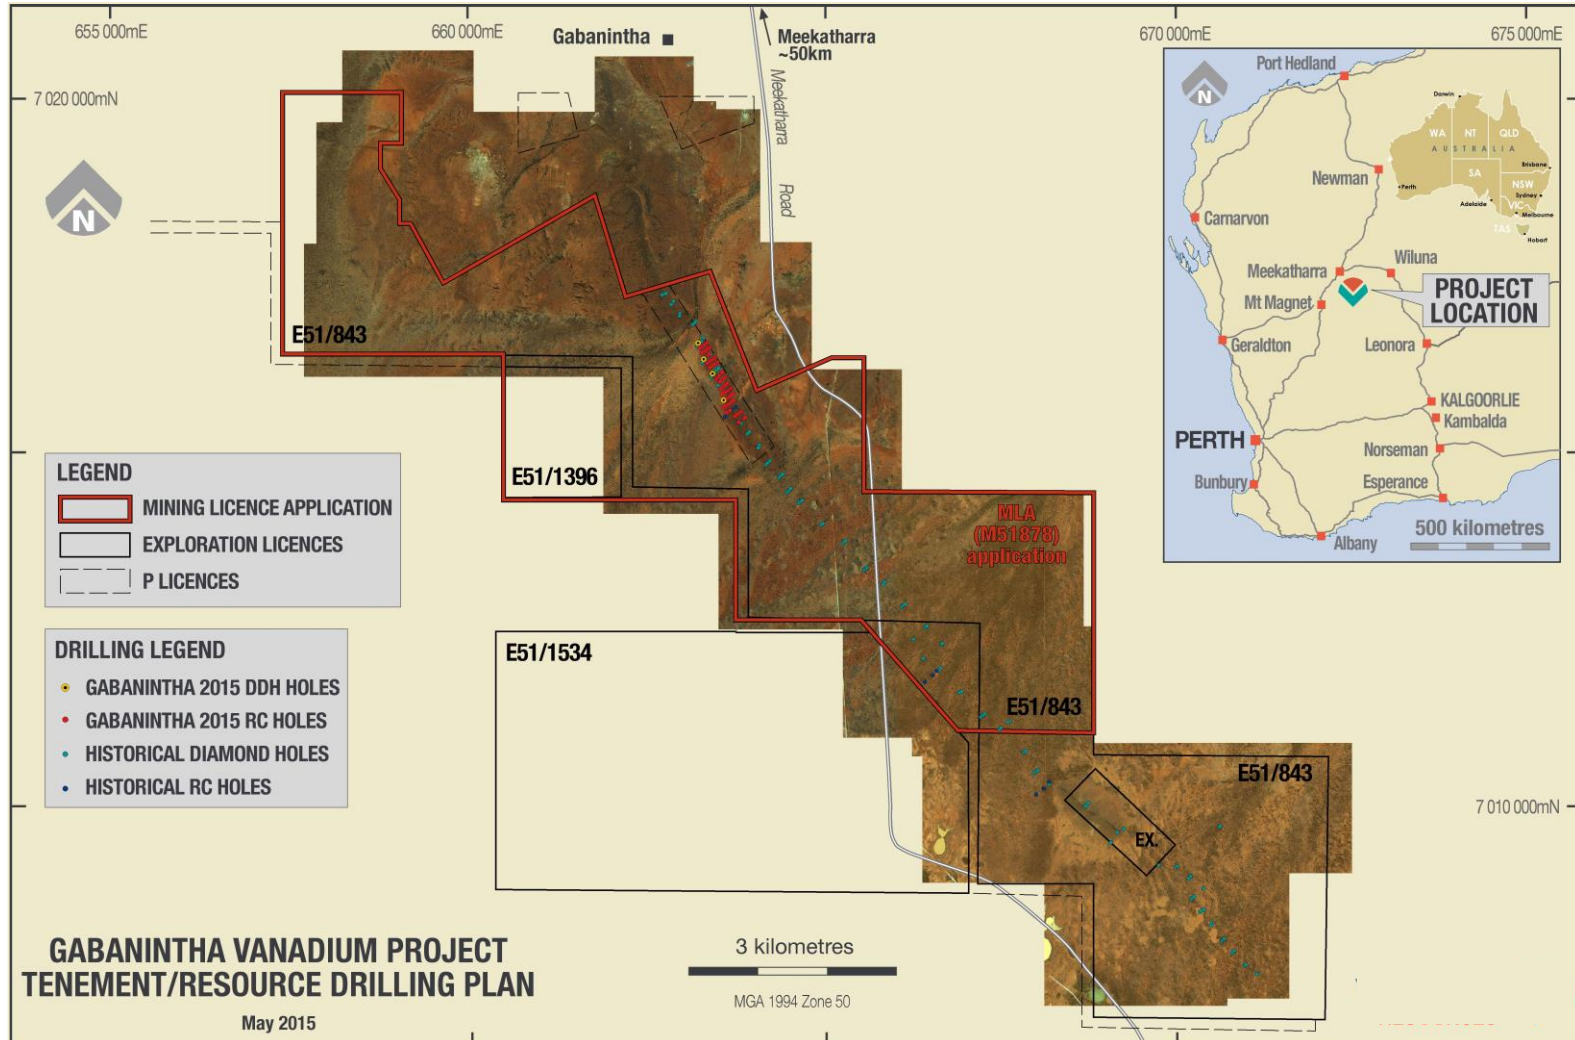 655 000mE
660 000mE
670 000mE
675 000mE
Gabanintha
Meekatharra
~50km
7 020 000mN
Meekatharra
Road
N
E51/843
E51/1396
MLA
(M51878)
application
E51/1534
E51/843
E51/843
EX.
7 010 000mN
LEGEND
MINING LICENCE APPLICATION
EXPLORATION LICENCES
P LICENCES
DRILLING LEGEND
GABANINTHA 2015 DDH HOLES
GABANINTHA 2015 RC HOLES
HISTORICAL DIAMOND HOLES
HISTORICAL RC HOLES
GABANINTHA VANADIUM PROJECT
TENEMENT/RESOURCE DRILLING PLAN
May 2015
3 kilometres
MGA 1994 Zone 50
N
Port Hedland
Newman
Carnarvon
Meekatharra
Wiluna
Mt Magnet
PROJECT
LOCATION
Geraldton
Leonora
KALGOORLIE
Kambalda
PERTH
Norseman
Bunbury
Esperance
Albany
500 kilometres
Darwin
WA
NT
QLD
AUSTRALIA
Brisbane
SA
Perth
NSW
Adelaide
Sydney
VIC
Melbourne
TAS
Hobart